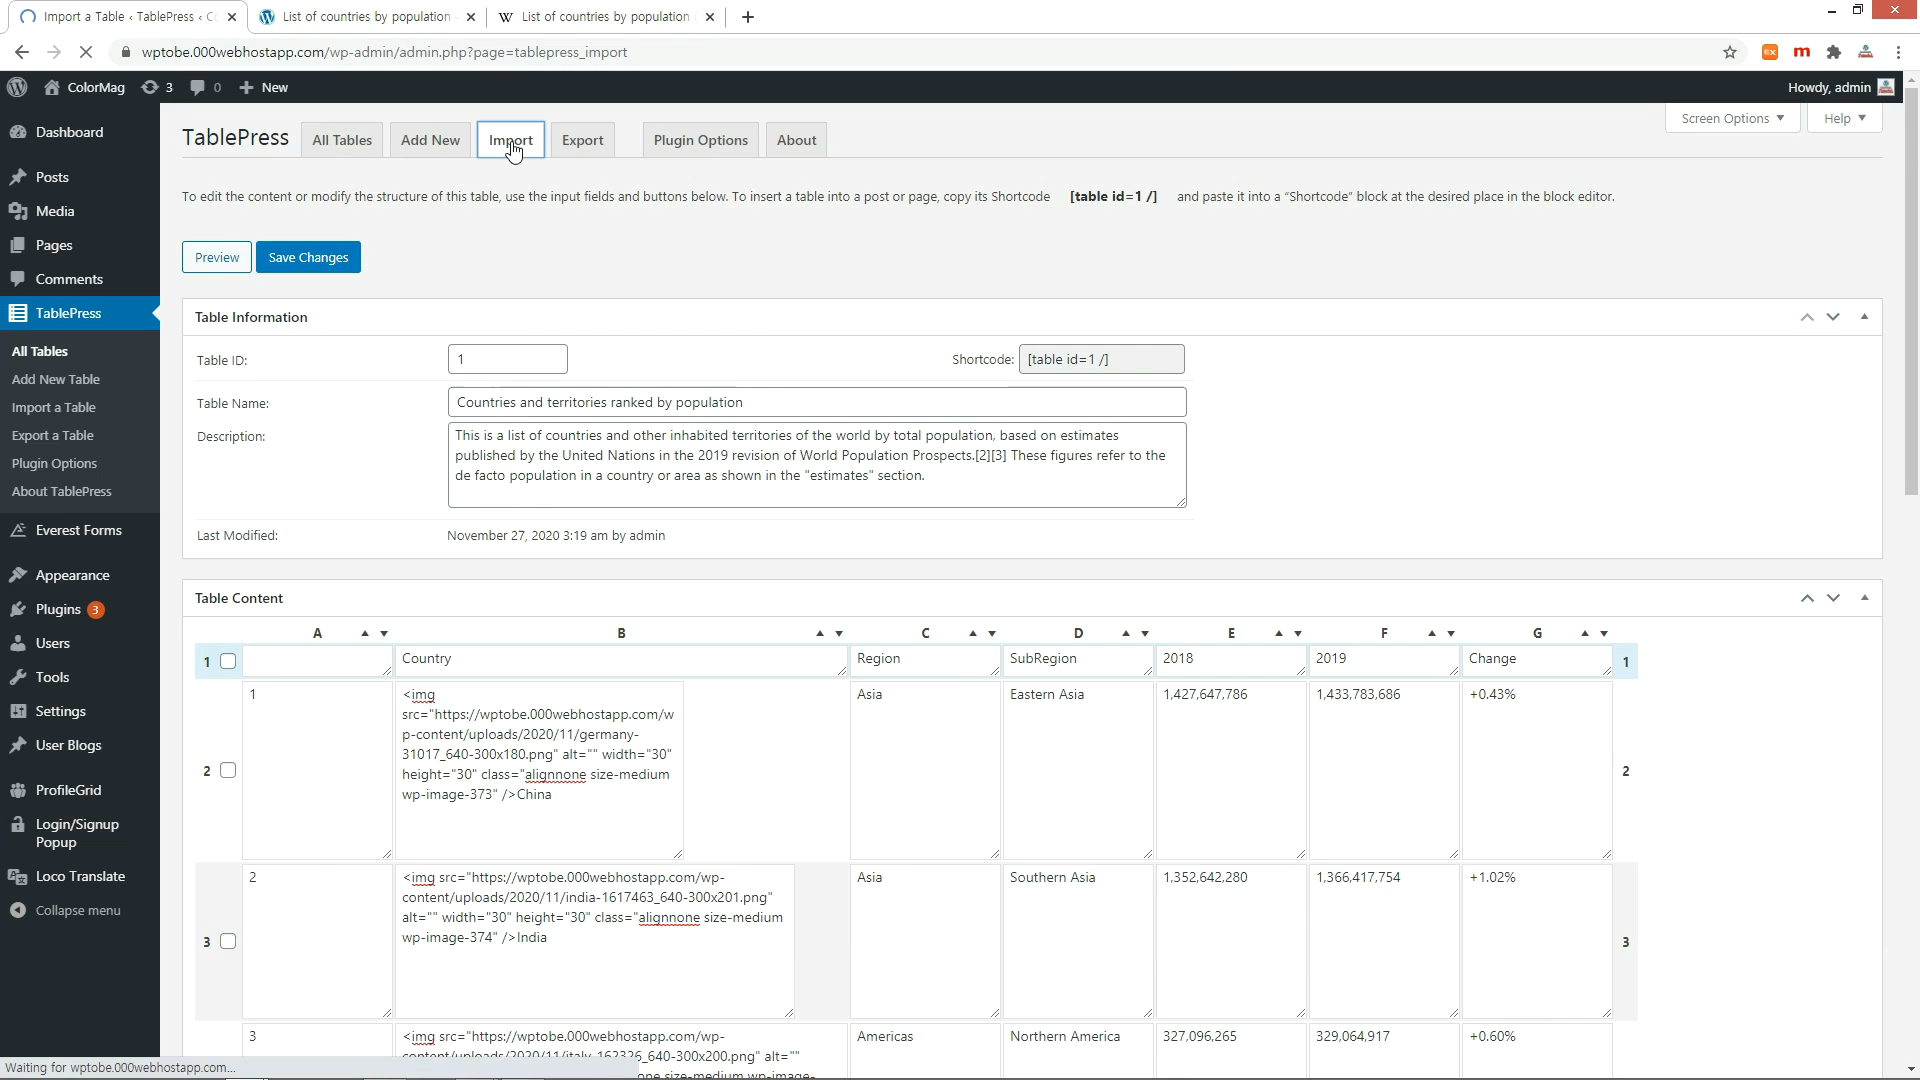 Import a Table ‹ TablePress ‹ C
List of countries by population
List of countries by population
wptobe.000webhostapp.com/wp-admin/admin.php?page=tablepress_import
ColorMag
3
0
New
Howdy, admin
TablePress
All Tables
Add New
Import
Export
Plugin Options
About
Screen Options
Help
To edit the content or modify the structure of this table, use the input fields and buttons below. To insert a table into a post or page, copy its Shortcode [table id=1 /] and paste it into a “Shortcode” block at the desired place in the block editor.
Preview
Save Changes
Dashboard
Posts
Media
Pages
Comments
TablePress
All Tables
Add New Table
Import a Table
Export a Table
Plugin Options
About TablePress
Everest Forms
Appearance
Plugins 3
Users
Tools
Settings
User Blogs
ProfileGrid
Login/Signup
Popup
Loco Translate
Collapse menu
Table Information
Table ID: 1 Shortcode: [table id=1 /]
Table Name: Countries and territories ranked by population
Description: This is a list of countries and other inhabited territories of the world by total population, based on estimates
published by the United Nations in the 2019 revision of World Population Prospects.[2][3] These figures refer to the
de facto population in a country or area as shown in the "estimates" section.
Last Modified: November 27, 2020 3:19 am by admin
Table Content
A B C D E F G
1 Country Region SubRegion 2018 2019 Change 1
1 <img Asia Eastern Asia 1,427,647,786 1,433,783,686 +0.43%
src="https://wptobe.000webhostapp.com/w
p-content/uploads/2020/11/germany-
31017_640-300x180.png" alt="" width="30"
2 height="30" class="alignnone size-medium 2
wp-image-373" />China
2 <img src="https://wptobe.000webhostapp.com/wp- Asia Southern Asia 1,352,642,280 1,366,417,754 +1.02%
content/uploads/2020/11/india-1617463_640-300x201.png"
alt="" width="30" height="30" class="alignnone size-medium
3 wp-image-374" />India 3
3 <img src="https://wptobe.000webhostapp.com/wp- Americas Northern America 327,096,265 329,064,917 +0.60%
content/uploads/2020/11/italy-162326_640-300x200.png" alt=""
one size-medium wp-image-
Waiting for wptobe.000webhostapp.com...